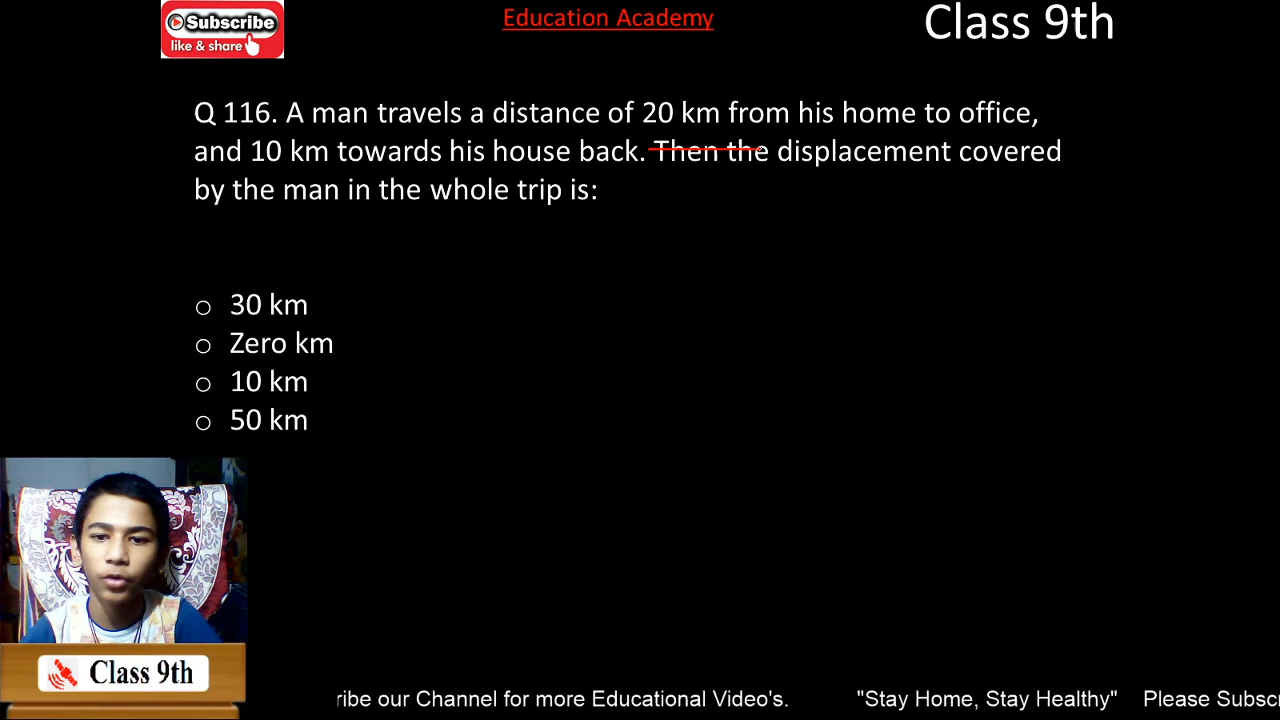 Subscribe
like & share
Education Academy
Class 9th
Q 116. A man travels a distance of 20 km from his home to office,
and 10 km towards his house back. Then the displacement covered
by the man in the whole trip is:
o 30 km
o Zero km
o 10 km
o 50 km
Class 9th
ribe our Channel for more Educational Video's. "Stay Home, Stay Healthy" Please Subsc